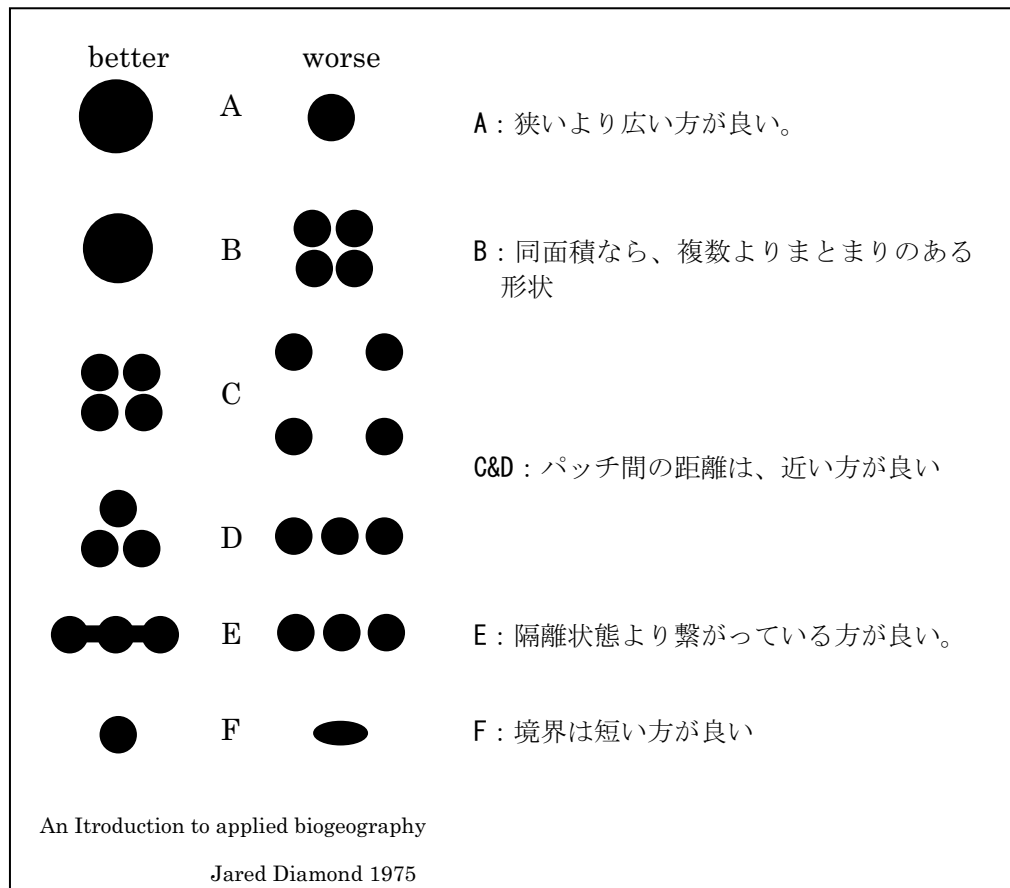 better worse
A
A：狭いより広い方が良い。
B
B：同面積なら、複数よりまとまりのある
形状
C
C&D：パッチ間の距離は、近い方が良い
D
E
E：隔離状態より繋がっている方が良い。
F
F：境界は短い方が良い
An Itroduction to applied biogeography
Jared Diamond 1975